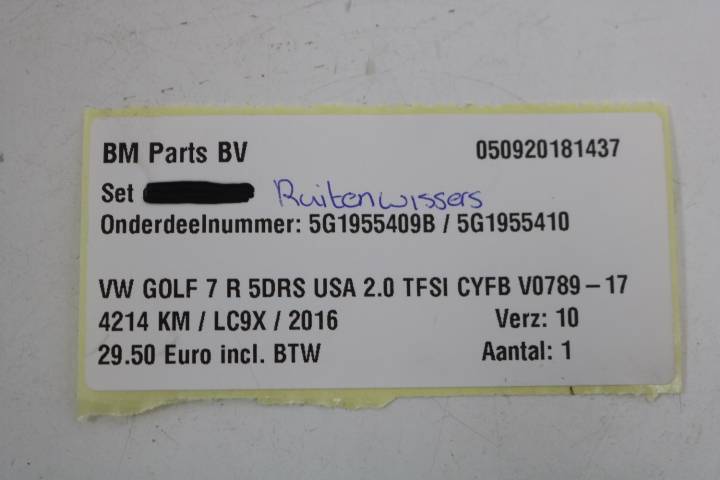 BM Parts BV 050920181437
Set Ruitenwissers
Onderdeelnummer: 5G1955409B / 5G1955410
VW GOLF 7 R 5DRS USA 2.0 TFSI CYFB V0789-17
4214 KM / LC9X / 2016 Verz: 10
29.50 Euro incl. BTW Aantal: 1